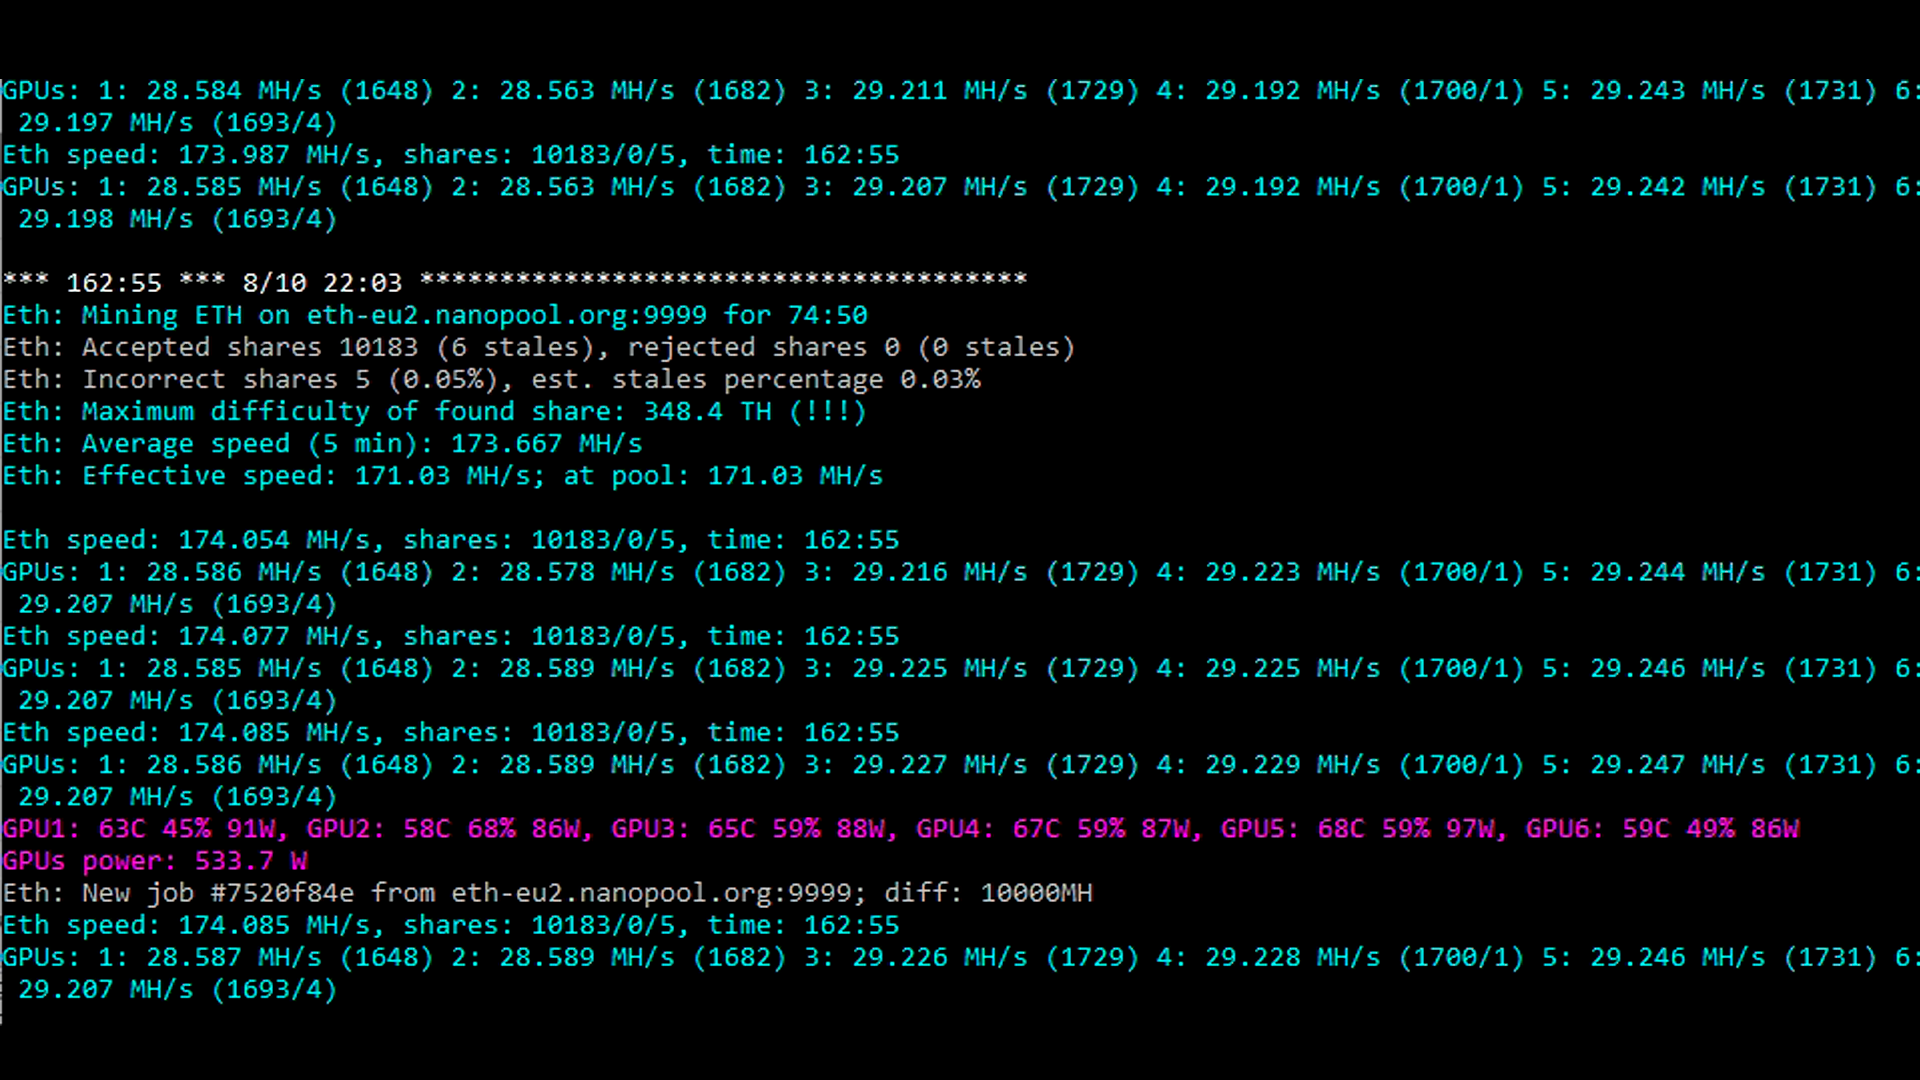 GPUs: 1: 28.584 MH/s (1648) 2: 28.563 MH/s (1682) 3: 29.211 MH/s (1729) 4: 29.192 MH/s (1700/1) 5: 29.243 MH/s (1731) 6:
29.197 MH/s (1693/4)
Eth speed: 173.987 MH/s, shares: 10183/0/5, time: 162:55
GPUs: 1: 28.585 MH/s (1648) 2: 28.563 MH/s (1682) 3: 29.207 MH/s (1729) 4: 29.192 MH/s (1700/1) 5: 29.242 MH/s (1731) 6:
29.198 MH/s (1693/4)
*** 162:55 *** 8/10 22:03 **************************************
Eth: Mining ETH on eth-eu2.nanopool.org:9999 for 74:50
Eth: Accepted shares 10183 (6 stales), rejected shares 0 (0 stales)
Eth: Incorrect shares 5 (0.05%), est. stales percentage 0.03%
Eth: Maximum difficulty of found share: 348.4 TH (!!!)
Eth: Average speed (5 min): 173.667 MH/s
Eth: Effective speed: 171.03 MH/s; at pool: 171.03 MH/s
Eth speed: 174.054 MH/s, shares: 10183/0/5, time: 162:55
GPUs: 1: 28.586 MH/s (1648) 2: 28.578 MH/s (1682) 3: 29.216 MH/s (1729) 4: 29.223 MH/s (1700/1) 5: 29.244 MH/s (1731) 6:
29.207 MH/s (1693/4)
Eth speed: 174.077 MH/s, shares: 10183/0/5, time: 162:55
GPUs: 1: 28.585 MH/s (1648) 2: 28.589 MH/s (1682) 3: 29.225 MH/s (1729) 4: 29.225 MH/s (1700/1) 5: 29.246 MH/s (1731) 6:
29.207 MH/s (1693/4)
Eth speed: 174.085 MH/s, shares: 10183/0/5, time: 162:55
GPUs: 1: 28.586 MH/s (1648) 2: 28.589 MH/s (1682) 3: 29.227 MH/s (1729) 4: 29.229 MH/s (1700/1) 5: 29.247 MH/s (1731) 6:
29.207 MH/s (1693/4)
GPU1: 63C 45% 91W, GPU2: 58C 68% 86W, GPU3: 65C 59% 88W, GPU4: 67C 59% 87W, GPU5: 68C 59% 97W, GPU6: 59C 49% 86W
GPUs power: 533.7 W
Eth: New job #7520f84e from eth-eu2.nanopool.org:9999; diff: 10000MH
Eth speed: 174.085 MH/s, shares: 10183/0/5, time: 162:55
GPUs: 1: 28.587 MH/s (1648) 2: 28.589 MH/s (1682) 3: 29.226 MH/s (1729) 4: 29.228 MH/s (1700/1) 5: 29.246 MH/s (1731) 6:
29.207 MH/s (1693/4)